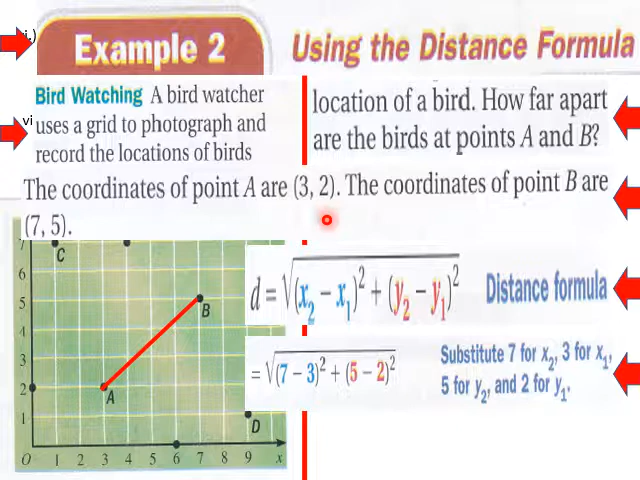 i.)
Example 2 Using the Distance Formula
Bird Watching A bird watcher
uses a grid to photograph and
record the locations of birds
vi
location of a bird. How far apart
are the birds at points A and B?
The coordinates of point A are (3, 2). The coordinates of point B are
(7, 5).
d = √(x₂ − x₁)² + (y₂ − y₁)² Distance formula
= √(7 − 3)² + (5 − 2)² Substitute 7 for x₂, 3 for x₁,
5 for y₂, and 2 for y₁.
7
C
6
5
B
4
3
2
A
1
D
O 1 2 3 4 5 6 7 8 9 x